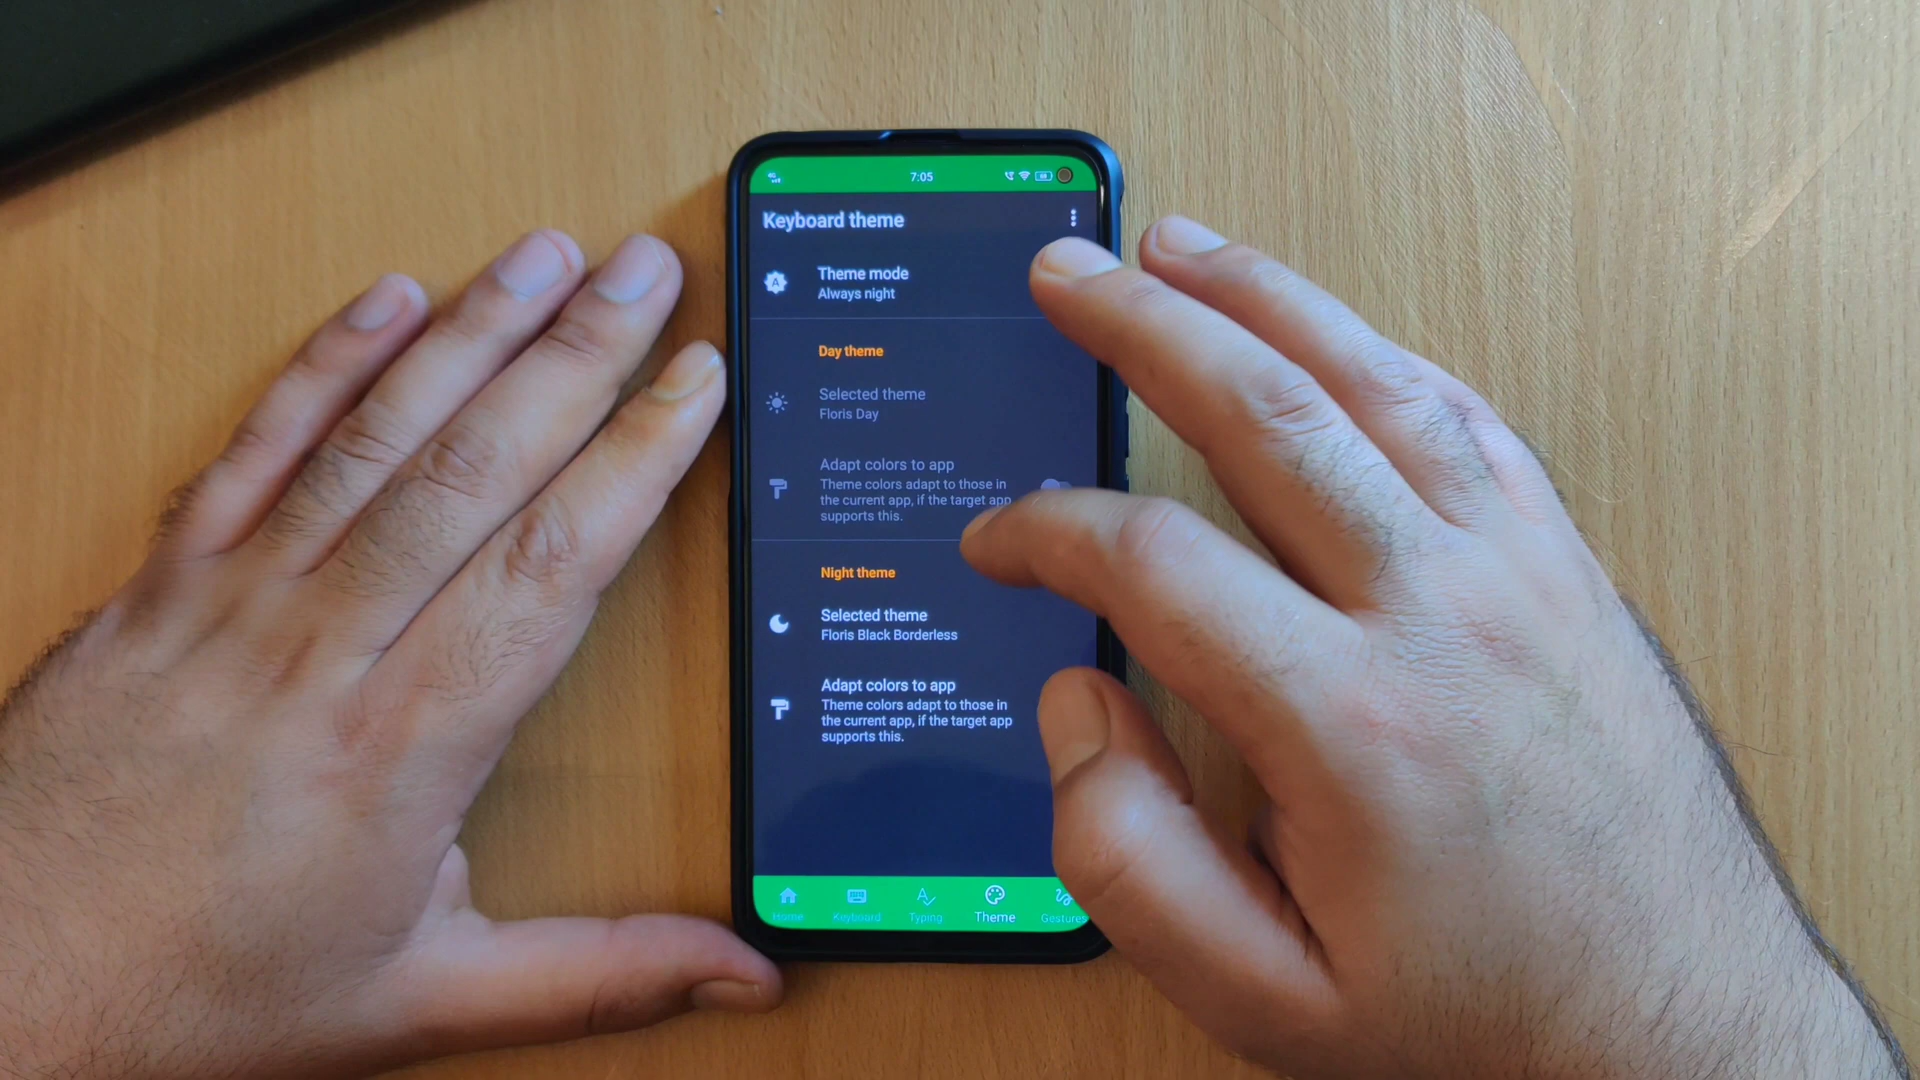 4G
7:05
Keyboard theme
A
Theme mode
Always night
Day theme
Selected theme
Floris Day
Adapt colors to app
Theme colors adapt to those in
the current app, if the target app
supports this.
Night theme
Selected theme
Floris Black Borderless
Adapt colors to app
Theme colors adapt to those in
the current app, if the target app
supports this.
Home Keyboard Typing Theme Gestures